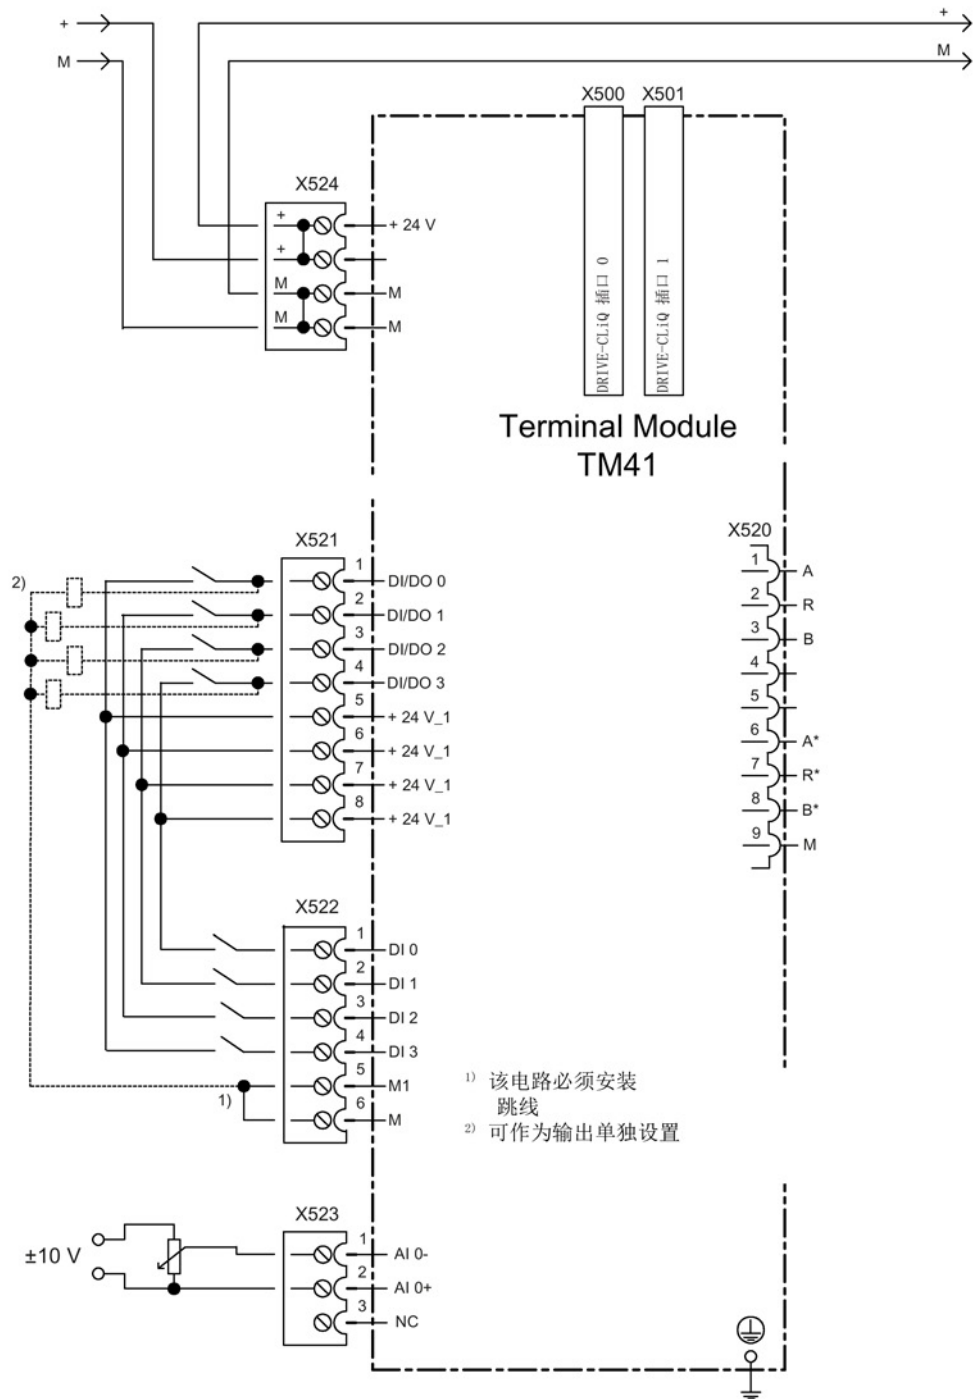 +
M
+
M
X500 X501
DRIVE-CLiQ 插口 0
DRIVE-CLiQ 插口 1
X524
+
+ 24 V
+
M
M
M
M
Terminal Module
TM41
X521
2)
1
DI/DO 0
2
DI/DO 1
3
DI/DO 2
4
DI/DO 3
5
+ 24 V_1
6
+ 24 V_1
7
+ 24 V_1
8
+ 24 V_1
X520
1
A
2
R
3
B
4
5
6
A*
7
R*
8
B*
9
M
X522
1
DI 0
2
DI 1
3
DI 2
4
DI 3
5
M1
1)
6
M
1) 该电路必须安装
跳线
2) 可作为输出单独设置
X523
±10 V
1
AI 0-
2
AI 0+
3
NC